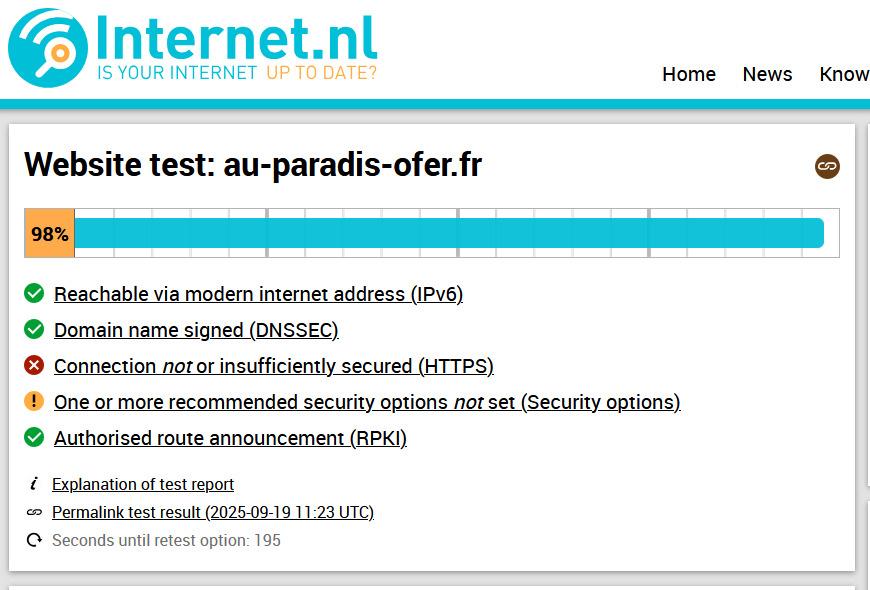 Internet.nl
IS YOUR INTERNET UP TO DATE?
Home News Know
Website test: au-paradis-ofer.fr
98%
Reachable via modern internet address (IPv6)
Domain name signed (DNSSEC)
Connection not or insufficiently secured (HTTPS)
One or more recommended security options not set (Security options)
Authorised route announcement (RPKI)
Explanation of test report
Permalink test result (2025-09-19 11:23 UTC)
Seconds until retest option: 195